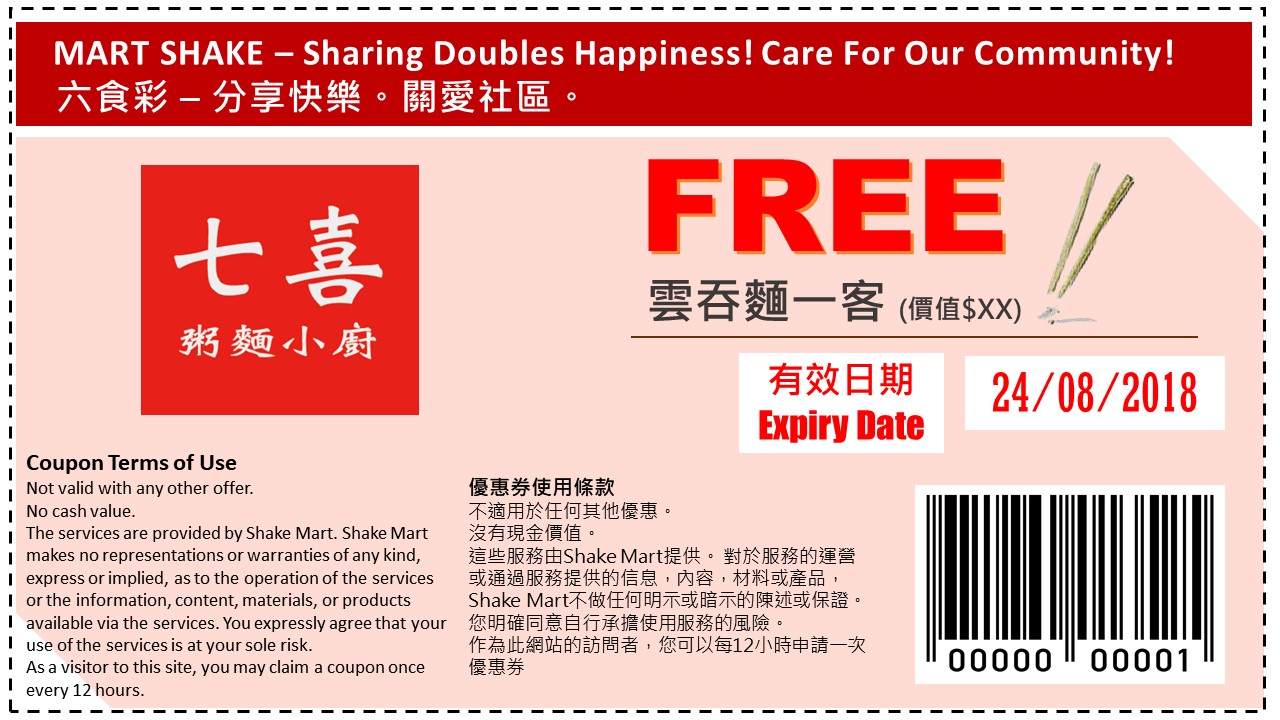 MART SHAKE – Sharing Doubles Happiness! Care For Our Community!
六食彩 – 分享快樂。關愛社區。
七喜
粥麵小廚
FREE
雲吞麵一客 (價值$XX)
有效日期
Expiry Date
24/08/2018
Coupon Terms of Use
Not valid with any other offer.
No cash value.
The services are provided by Shake Mart. Shake Mart
makes no representations or warranties of any kind,
express or implied, as to the operation of the services
or the information, content, materials, or products
available via the services. You expressly agree that your
use of the services is at your sole risk.
As a visitor to this site, you may claim a coupon once
every 12 hours.
優惠券使用條款
不適用於任何其他優惠。
沒有現金價值。
這些服務由Shake Mart提供。 對於服務的運營
或通過服務提供的信息，內容，材料或產品，
Shake Mart不做任何明示或暗示的陳述或保證。
您明確同意自行承擔使用服務的風險。
作為此網站的訪問者，您可以每12小時申請一次
優惠券
00000 00001